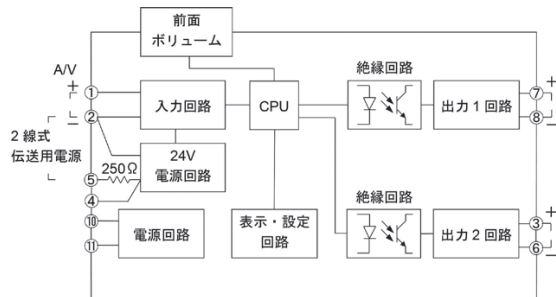 前面
ボリューム
A/V
+
①
−
②
2線式
伝送用電源
250Ω
⑤
④
⑩
⑪
入力回路
24V
電源回路
電源回路
CPU
表示・設定
回路
絶縁回路
出力1回路
+
⑦
⑧
−
絶縁回路
出力2回路
+
③
⑥
−